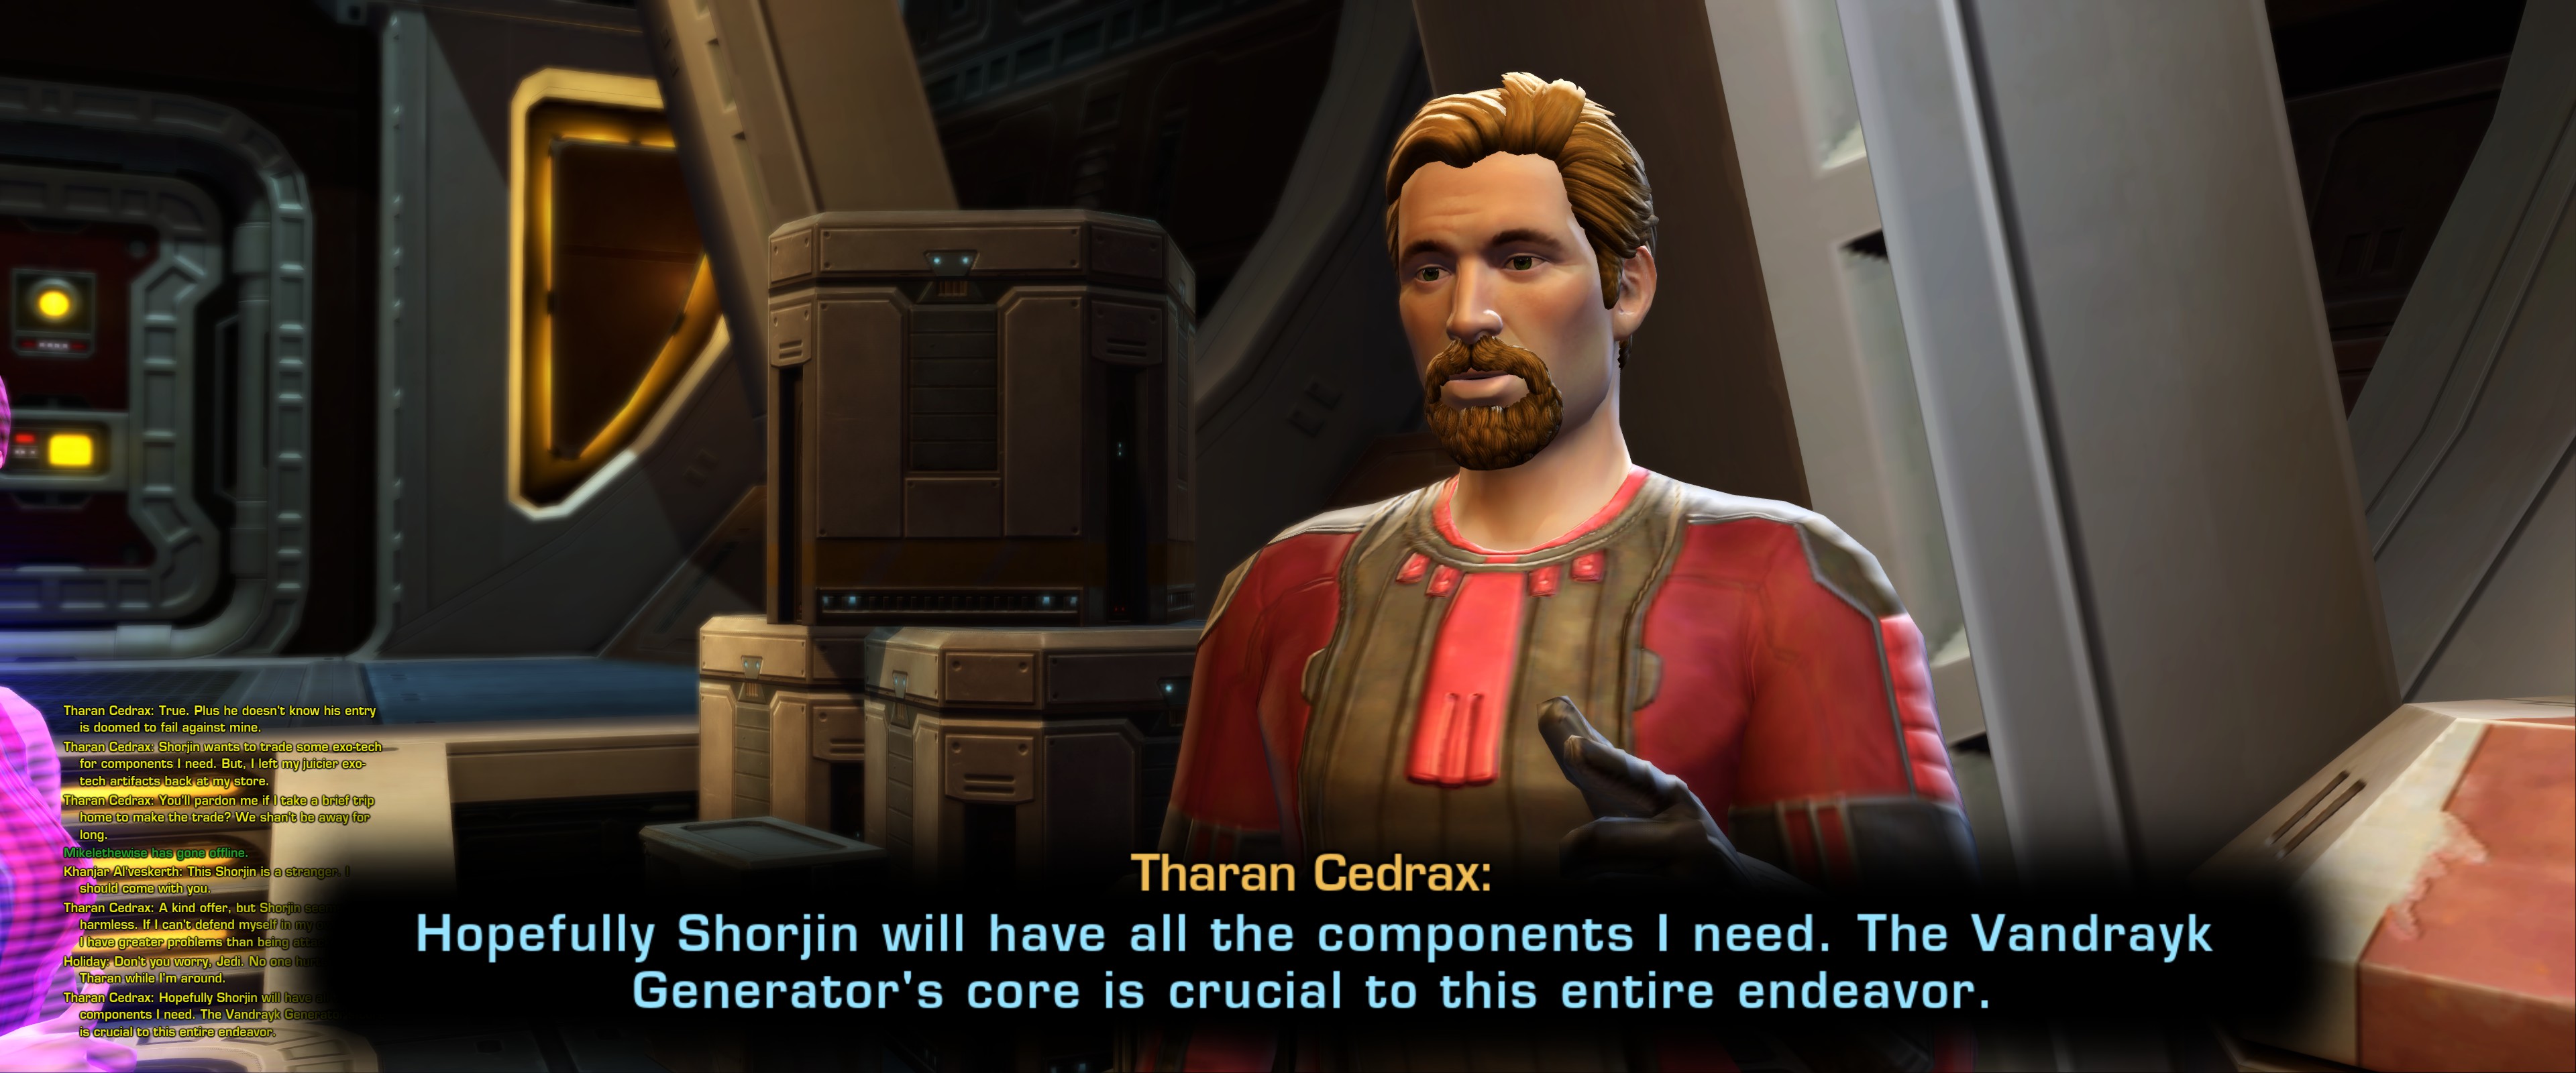 Tharan Cedrax: True. Plus he doesn't know his entry
is doomed to fail against mine.
Tharan Cedrax: Shorjin wants to trade some exo-tech
for components I need. But, I left my juicier exo-
tech artifacts back at my store.
Tharan Cedrax: You'll pardon me if I take a brief trip
home to make the trade? We shan't be away for
long.
Mikelethewise has gone offline.
Khanjar Al'veskerth: This Shorjin is a stranger. I
should come with you.
Tharan Cedrax: A kind offer, but Shorjin
harmless. If I can't defend myself in my
I have greater problems than being
Holiday: Don't you worry, Jedi. No one
Tharan while I'm around.
Tharan Cedrax: Hopefully Shorjin will have
components I need. The Vandrayk
is crucial to this entire endeavor.
Tharan Cedrax:
Hopefully Shorjin will have all the components I need. The Vandrayk
Generator's core is crucial to this entire endeavor.